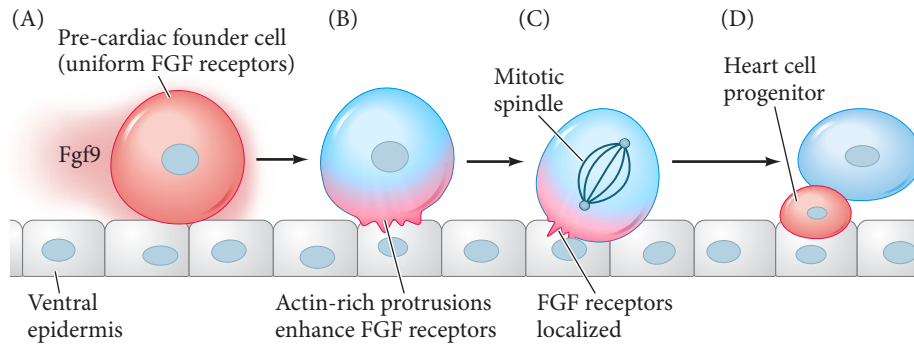 (A)
(B)
(C)
(D)
Pre-cardiac founder cell
(uniform FGF receptors)
Fgf9
Mitotic
spindle
Heart cell
progenitor
Ventral
epidermis
Actin-rich protrusions
enhance FGF receptors
FGF receptors
localized